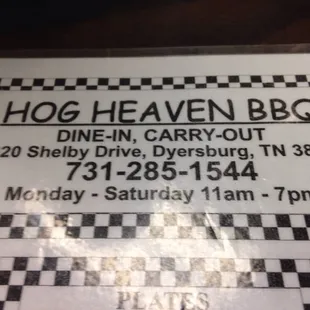 HOG HEAVEN BBQ
DINE-IN, CARRY-OUT
20 Shelby Drive, Dyersburg, TN 38
731-285-1544
Monday - Saturday 11am - 7pm
PLATES